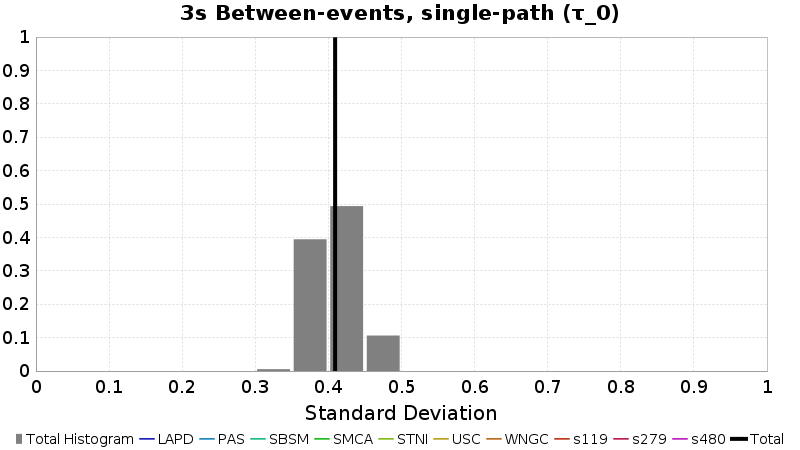 3s Between-events, single-path (τ_0)
1
0.9
0.8
0.7
0.6
0.5
0.4
0.3
0.2
0.1
0
0 0.1 0.2 0.3 0.4 0.5 0.6 0.7 0.8 0.9 1
Standard Deviation
Total Histogram LAPD PAS SBSM SMCA STNI USC WNGC s119 s279 s480 Total